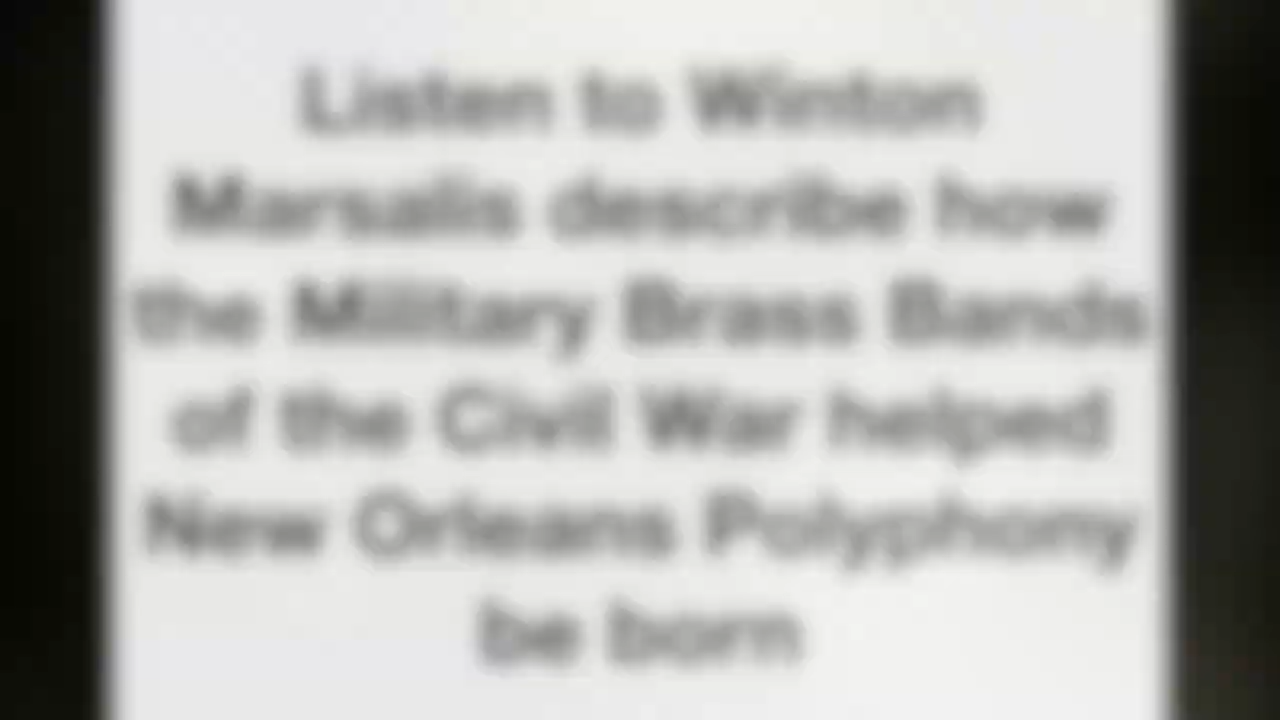 Listen to Winton
Marsalis describe how
the Military Brass Bands
of the Civil War helped
New Orleans Polyphony
be born